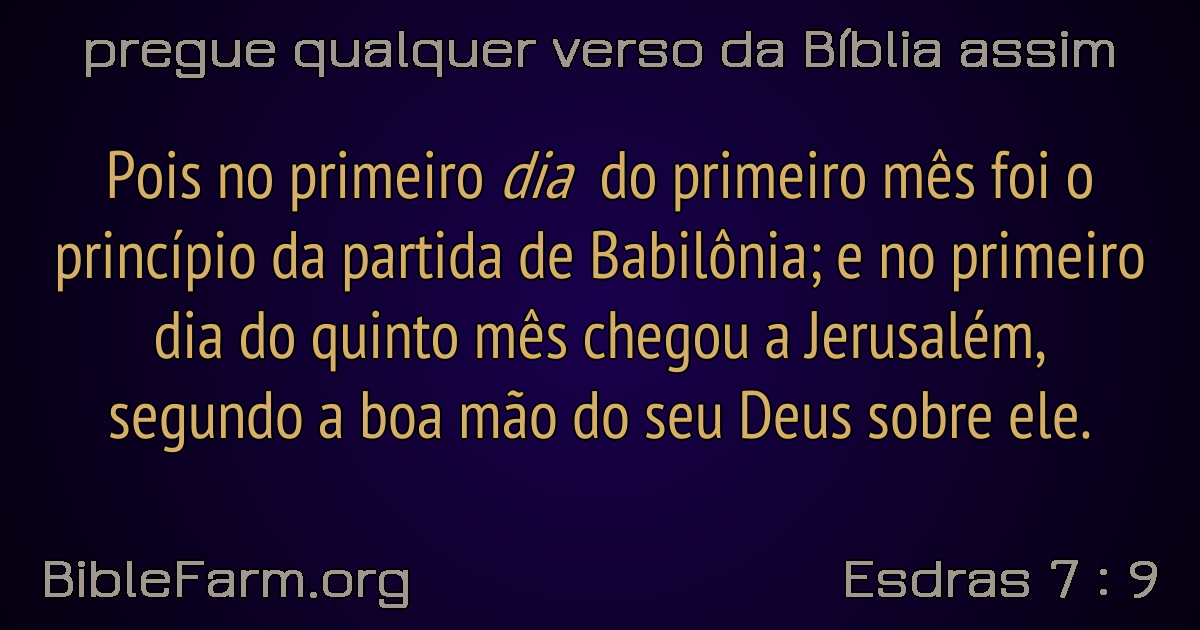 pregue qualquer verso da Bíblia assim
Pois no primeiro dia do primeiro mês foi o
princípio da partida de Babilônia; e no primeiro
dia do quinto mês chegou a Jerusalém,
segundo a boa mão do seu Deus sobre ele.
BibleFarm.org
Esdras 7 : 9